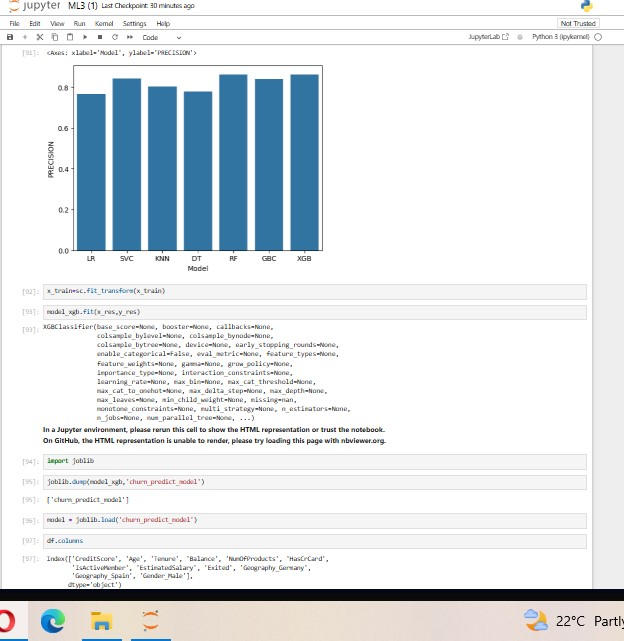 jupyter ML3 (1) Last Checkpoint: 30 minutes ago
File Edit View Run Kernel Settings Help Not Trusted
Code JupyterLab Python 3 (ipykernel)
[91]: <Axes: xlabel='Model', ylabel='PRECISION'>
0.8
0.6
0.4
0.2
0.0
PRECISION
LR SVC KNN DT RF GBC XGB
Model
[92]: x_train=sc.fit_transform(x_train)
[93]: model_xgb.fit(x_res,y_res)
[93]: XGBClassifier(base_score=None, booster=None, callbacks=None,
colsample_bylevel=None, colsample_bynode=None,
colsample_bytree=None, device=None, early_stopping_rounds=None,
enable_categorical=False, eval_metric=None, feature_types=None,
feature_weights=None, gamma=None, grow_policy=None,
importance_type=None, interaction_constraints=None,
learning_rate=None, max_bin=None, max_cat_threshold=None,
max_cat_to_onehot=None, max_delta_step=None, max_depth=None,
max_leaves=None, min_child_weight=None, missing=nan,
monotone_constraints=None, multi_strategy=None, n_estimators=None,
n_jobs=None, num_parallel_tree=None, ...)
In a Jupyter environment, please rerun this cell to show the HTML representation or trust the notebook.
On GitHub, the HTML representation is unable to render, please try loading this page with nbviewer.org.
[94]: import joblib
[95]: joblib.dump(model_xgb,'churn_predict_model')
[95]: ['churn_predict_model']
[96]: model = joblib.load('churn_predict_model')
[97]: df.columns
[97]: Index(['CreditScore', 'Age', 'Tenure', 'Balance', 'NumOfProducts', 'HasCrCard',
'IsActiveMember', 'EstimatedSalary', 'Exited', 'Geography_Germany',
'Geography_Spain', 'Gender_Male'],
dtype='object')
22°C Partly